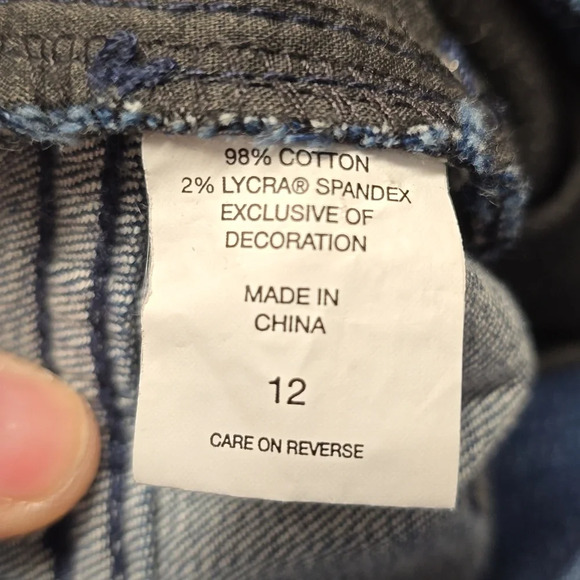 98% COTTON
2% LYCRA® SPANDEX
EXCLUSIVE OF
DECORATION
MADE IN
CHINA
12
CARE ON REVERSE